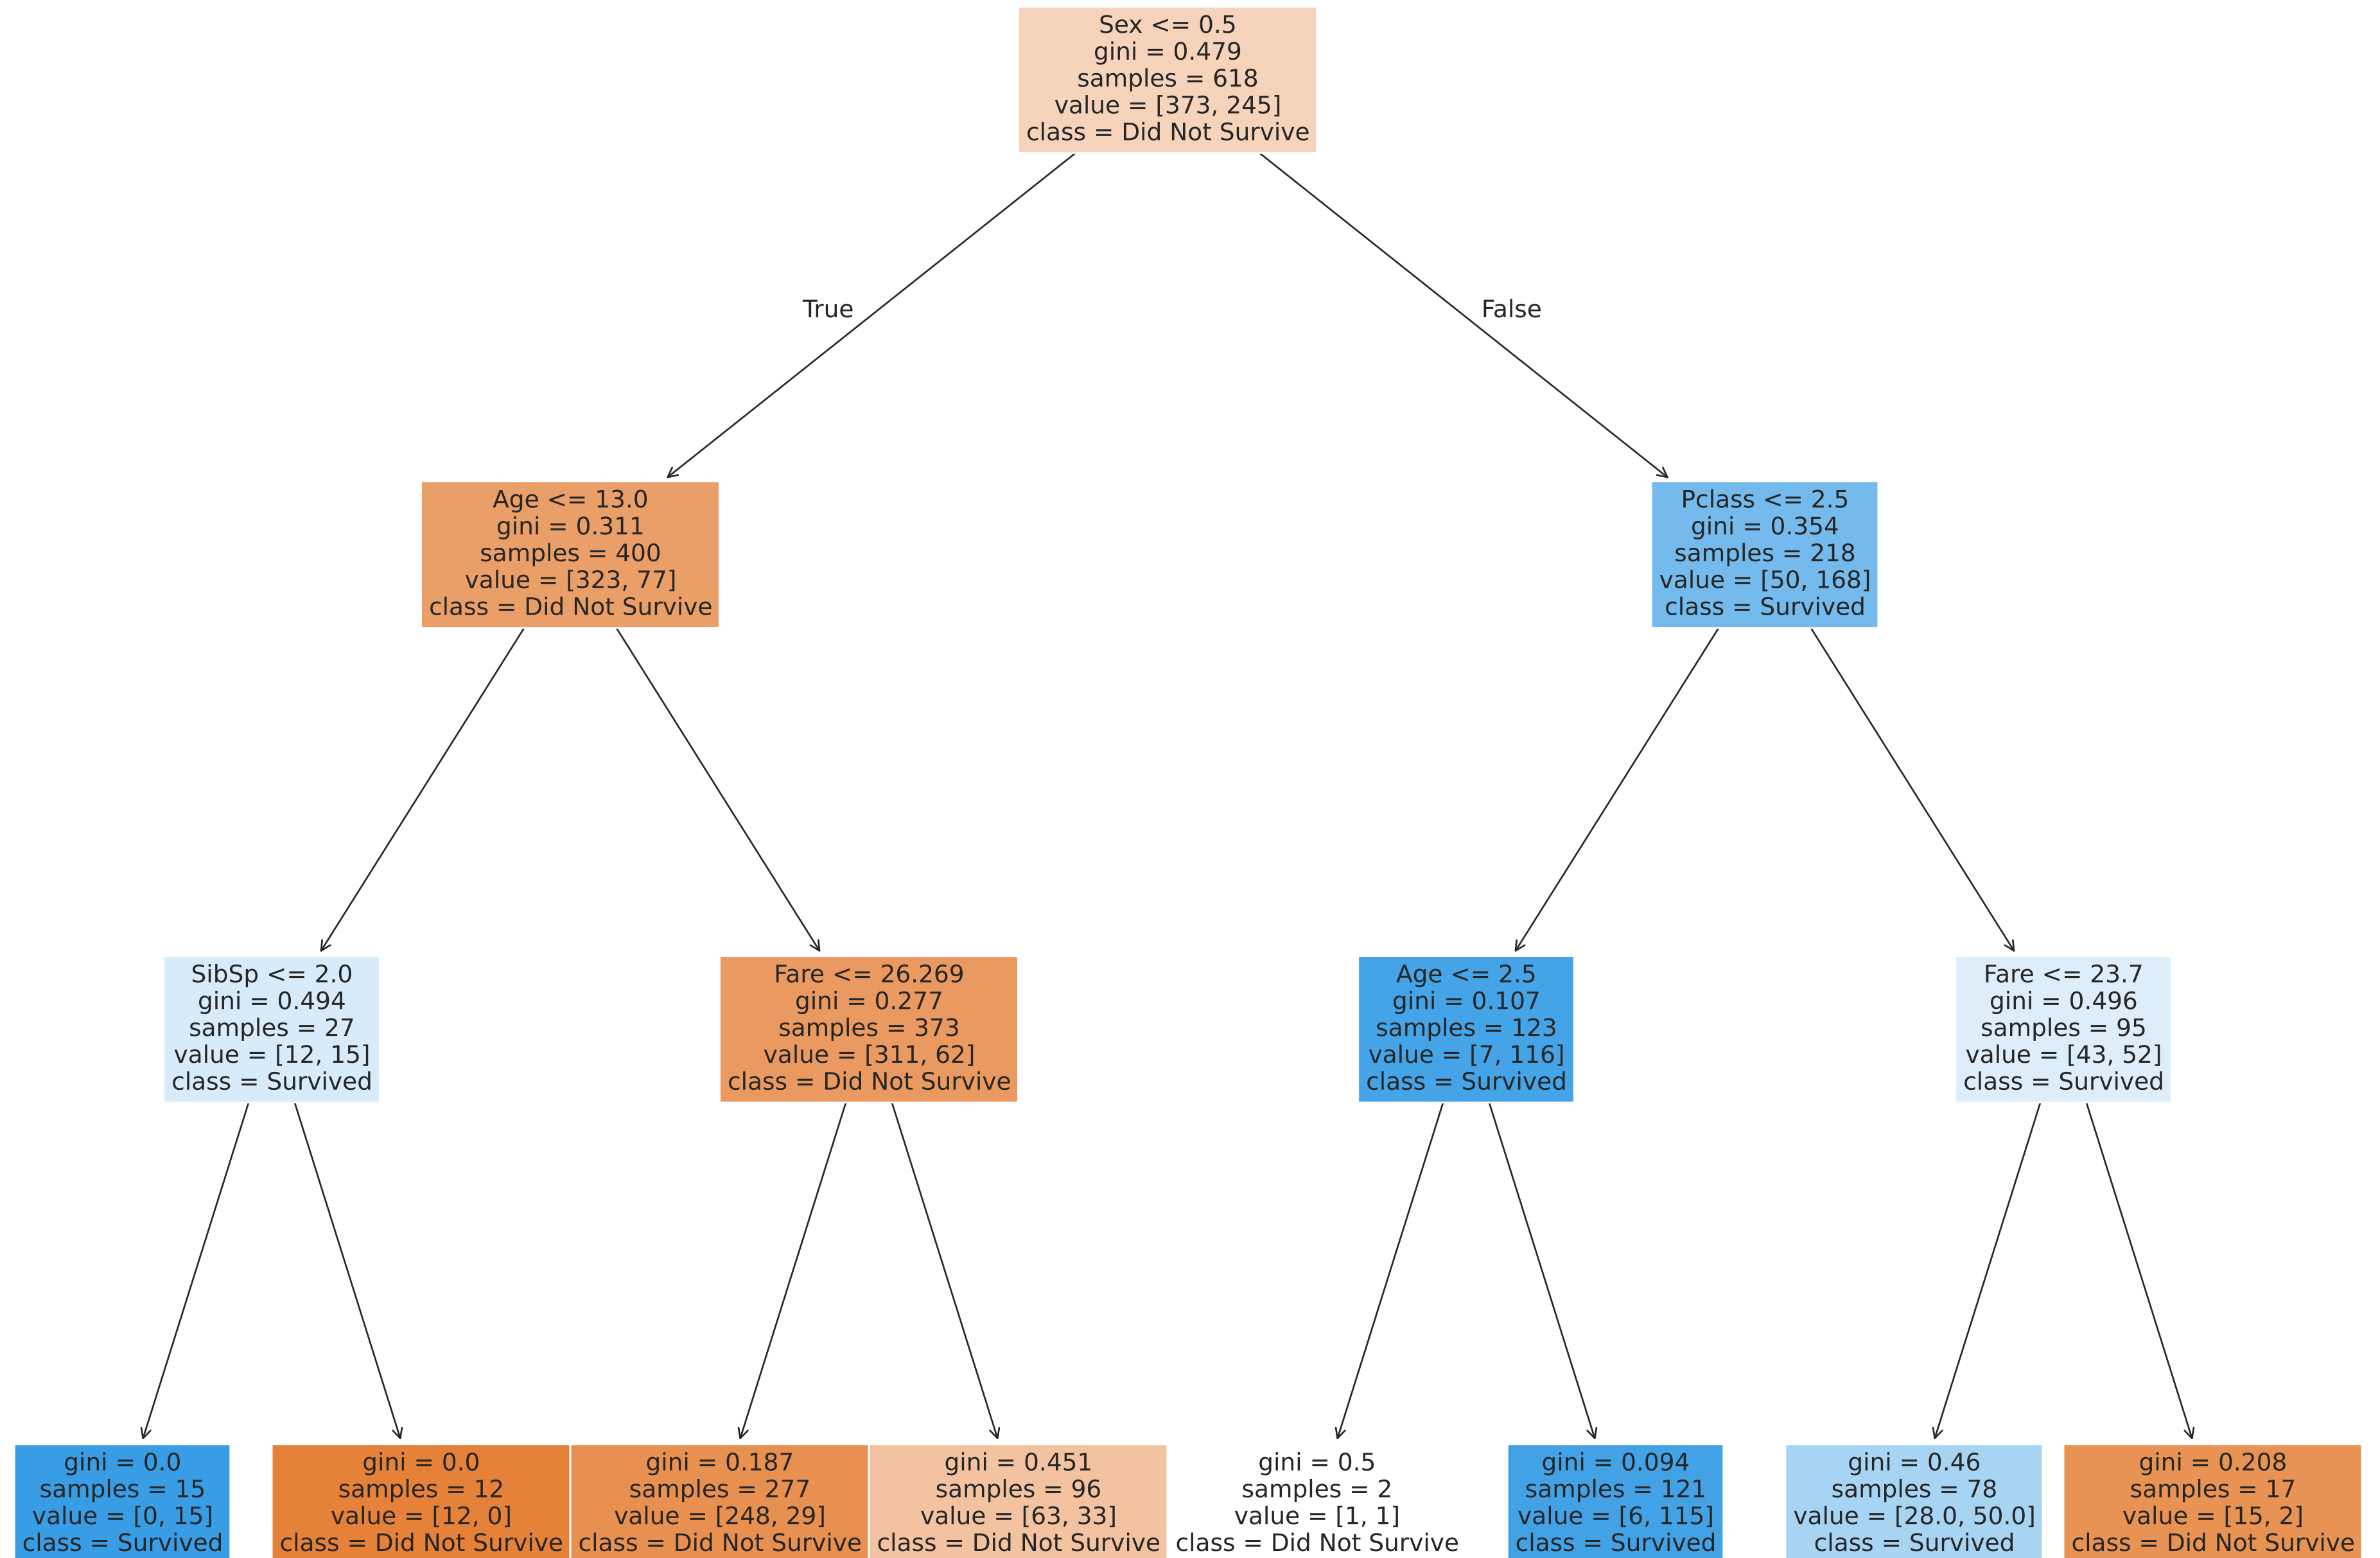 Sex <= 0.5
gini = 0.479
samples = 618
value = [373, 245]
class = Did Not Survive
True
False
Age <= 13.0
gini = 0.311
samples = 400
value = [323, 77]
class = Did Not Survive
Pclass <= 2.5
gini = 0.354
samples = 218
value = [50, 168]
class = Survived
SibSp <= 2.0
gini = 0.494
samples = 27
value = [12, 15]
class = Survived
Fare <= 26.269
gini = 0.277
samples = 373
value = [311, 62]
class = Did Not Survive
Age <= 2.5
gini = 0.107
samples = 123
value = [7, 116]
class = Survived
Fare <= 23.7
gini = 0.496
samples = 95
value = [43, 52]
class = Survived
gini = 0.0
samples = 15
value = [0, 15]
class = Survived
gini = 0.0
samples = 12
value = [12, 0]
class = Did Not Survive
gini = 0.187
samples = 277
value = [248, 29]
class = Did Not Survive
gini = 0.451
samples = 96
value = [63, 33]
class = Did Not Survive
gini = 0.5
samples = 2
value = [1, 1]
class = Did Not Survive
gini = 0.094
samples = 121
value = [6, 115]
class = Survived
gini = 0.46
samples = 78
value = [28.0, 50.0]
class = Survived
gini = 0.208
samples = 17
value = [15, 2]
class = Did Not Survive